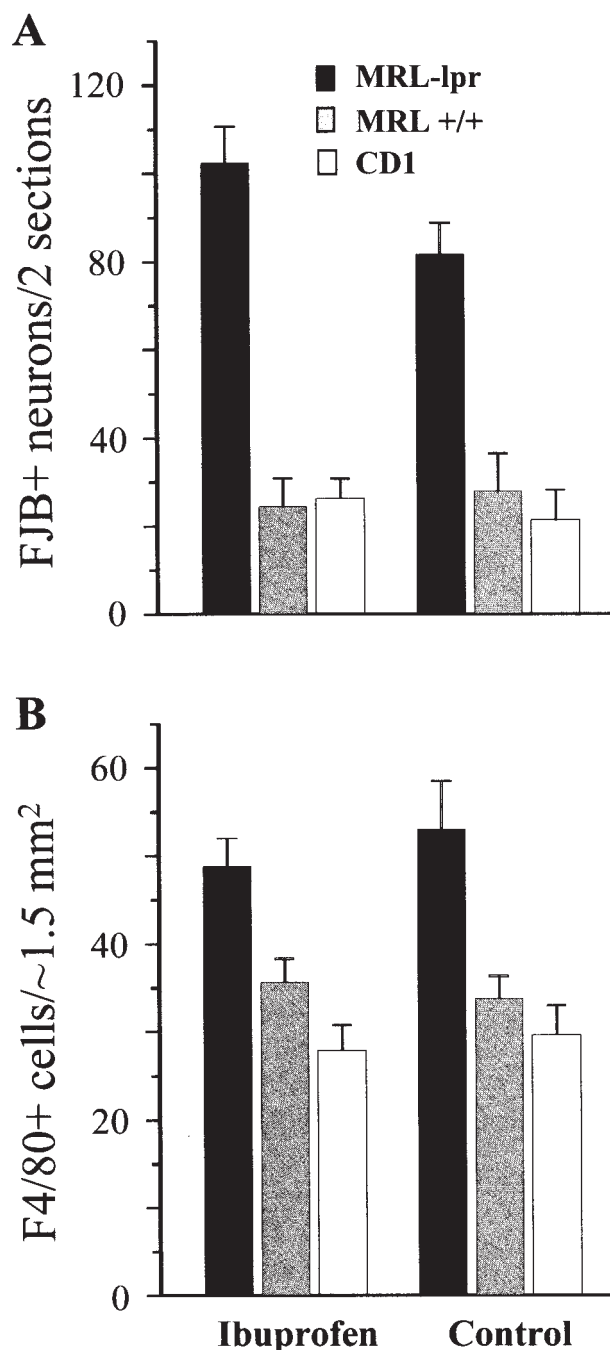 A
FJB+ neurons/2 sections
120
80
40
0
MRL-lpr
MRL +/+
CD1
B
F4/80+ cells/~1.5 mm²
60
40
20
0
Ibuprofen Control